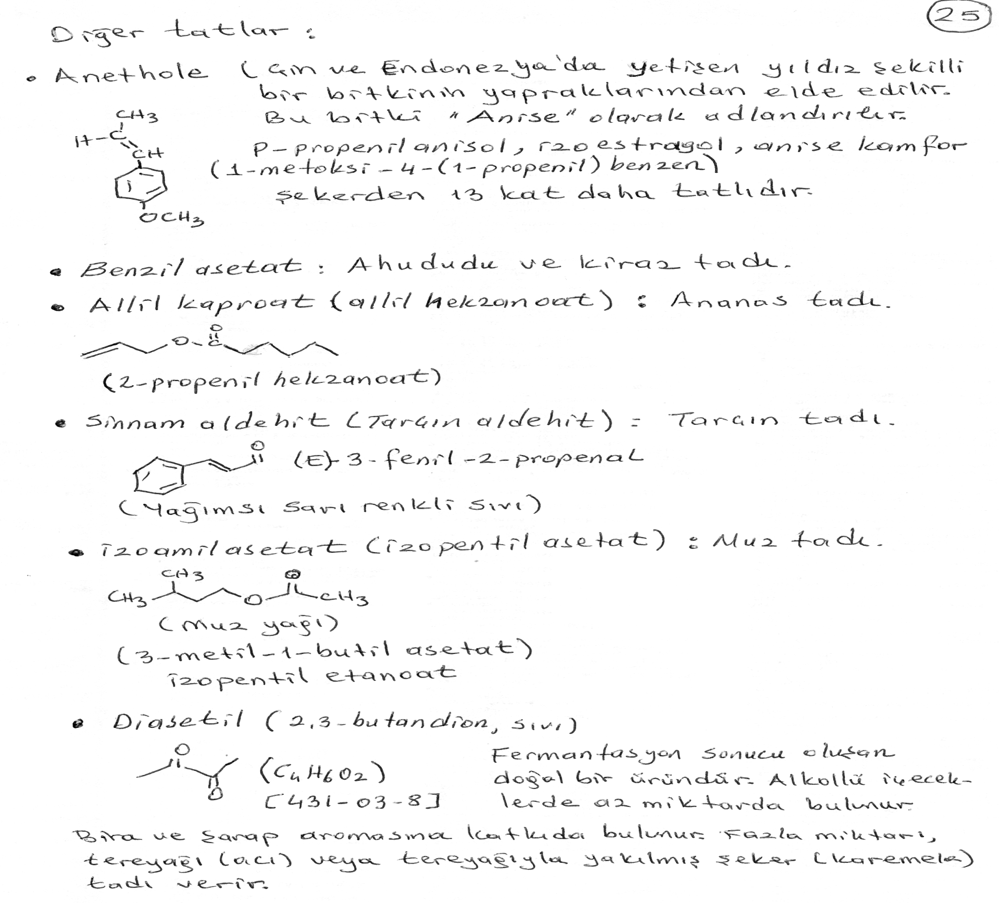 25
Diğer tatlar :
• Anethole (Çin ve Endonezya'da yetişen yıldız şekilli
bir bitkinin yapraklarından elde edilir.
Bu bitki "Anise" olarak adlandırılır.
CH3
H-C
CH
OCH3
P-propenil anisol, izoestragol, anise kamfor
(1-metoksi-4-(1-propenil) benzen)
şekerden 13 kat daha tatlıdır.
• Benzil asetat : Ahududu ve kiraz tadı.
• Allil kaproat (allil hekzanoat) : Ananas tadı.
O
O-C
(2-propenil hekzanoat)
• Sinnam aldehit (Tarçın aldehit) = Tarçın tadı.
O
(E)-3-fenil-2-propenal
(Yağımsı sarı renkli sıvı)
• İzoamilasetat (izopentil asetat) : Muz tadı.
CH3 O
CH3 O CH3
(Muz yağı)
(3-metil-1-butil asetat)
izopentil etanoat
• Diasetil (2,3-butandion, sıvı)
O
O
(C4H6O2)
[431-03-8]
Fermantasyon sonucu oluşan
doğal bir üründür. Alkollü içecek-
lerde az miktarda bulunur.
Bira ve şarap aromasına katkıda bulunur. Fazla miktarı,
tereyağı (acı) veya tereyağıyla yakılmış şeker (karemela)
tadı verir.